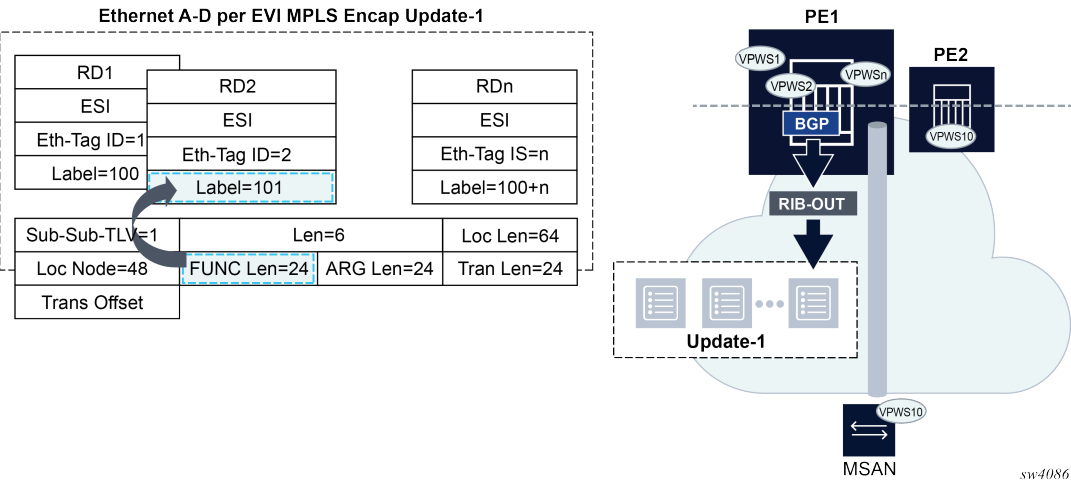 Ethernet A-D per EVI MPLS Encap Update-1
RD1
ESI
Eth-Tag ID=1
Label=100
RD2
ESI
Eth-Tag ID=2
Label=101
RDn
ESI
Eth-Tag IS=n
Label=100+n
Sub-Sub-TLV=1
Len=6
Loc Len=64
Loc Node=48
FUNC Len=24
ARG Len=24
Tran Len=24
Trans Offset
PE1
VPWS1
VPWS2
VPWSn
BGP
PE2
VPWS10
RIB-OUT
Update-1
VPWS10
MSAN
sw4086